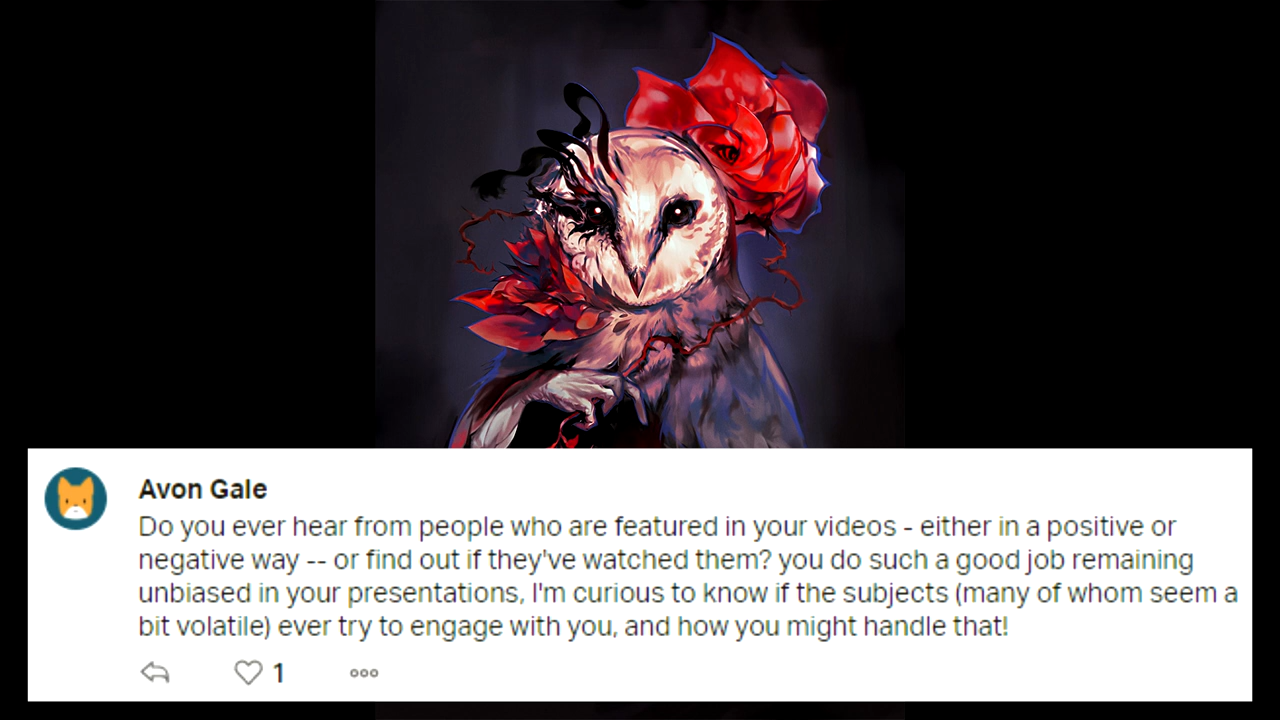 Avon Gale
Do you ever hear from people who are featured in your videos - either in a positive or
negative way -- or find out if they've watched them? you do such a good job remaining
unbiased in your presentations, I'm curious to know if the subjects (many of whom seem a
bit volatile) ever try to engage with you, and how you might handle that!
1